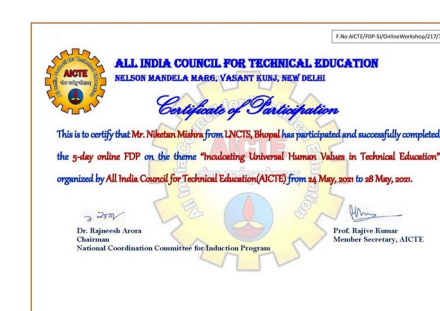 F.No AICTE/FDP-SI/OnlineWorkshop/217/
ALL INDIA COUNCIL FOR TECHNICAL EDUCATION
NELSON MANDELA MARG, VASANT KUNJ, NEW DELHI
AICTE
Certificate of Participation
This is to certify that Mr. Niketan Mishra from LNCTS, Bhopal has participated and successfully completed
the 5-day online FDP on the theme "Inculcating Universal Human Values in Technical Education"
organized by All India Council for Technical Education(AICTE) from 24 May, 2021 to 28 May, 2021.
Dr. Rajneesh Arora
Chairman
National Coordination Committee for Induction Program
Prof. Rajive Kumar
Member Secretary, AICTE